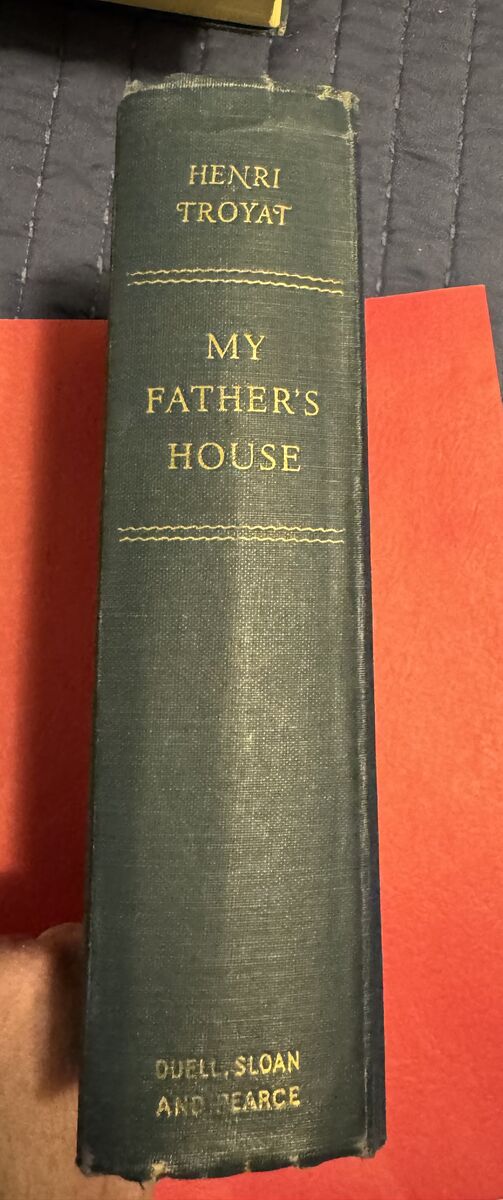 HENRI
TROYAT
MY
FATHER'S
HOUSE
DUELL, SLOAN
AND PEARCE